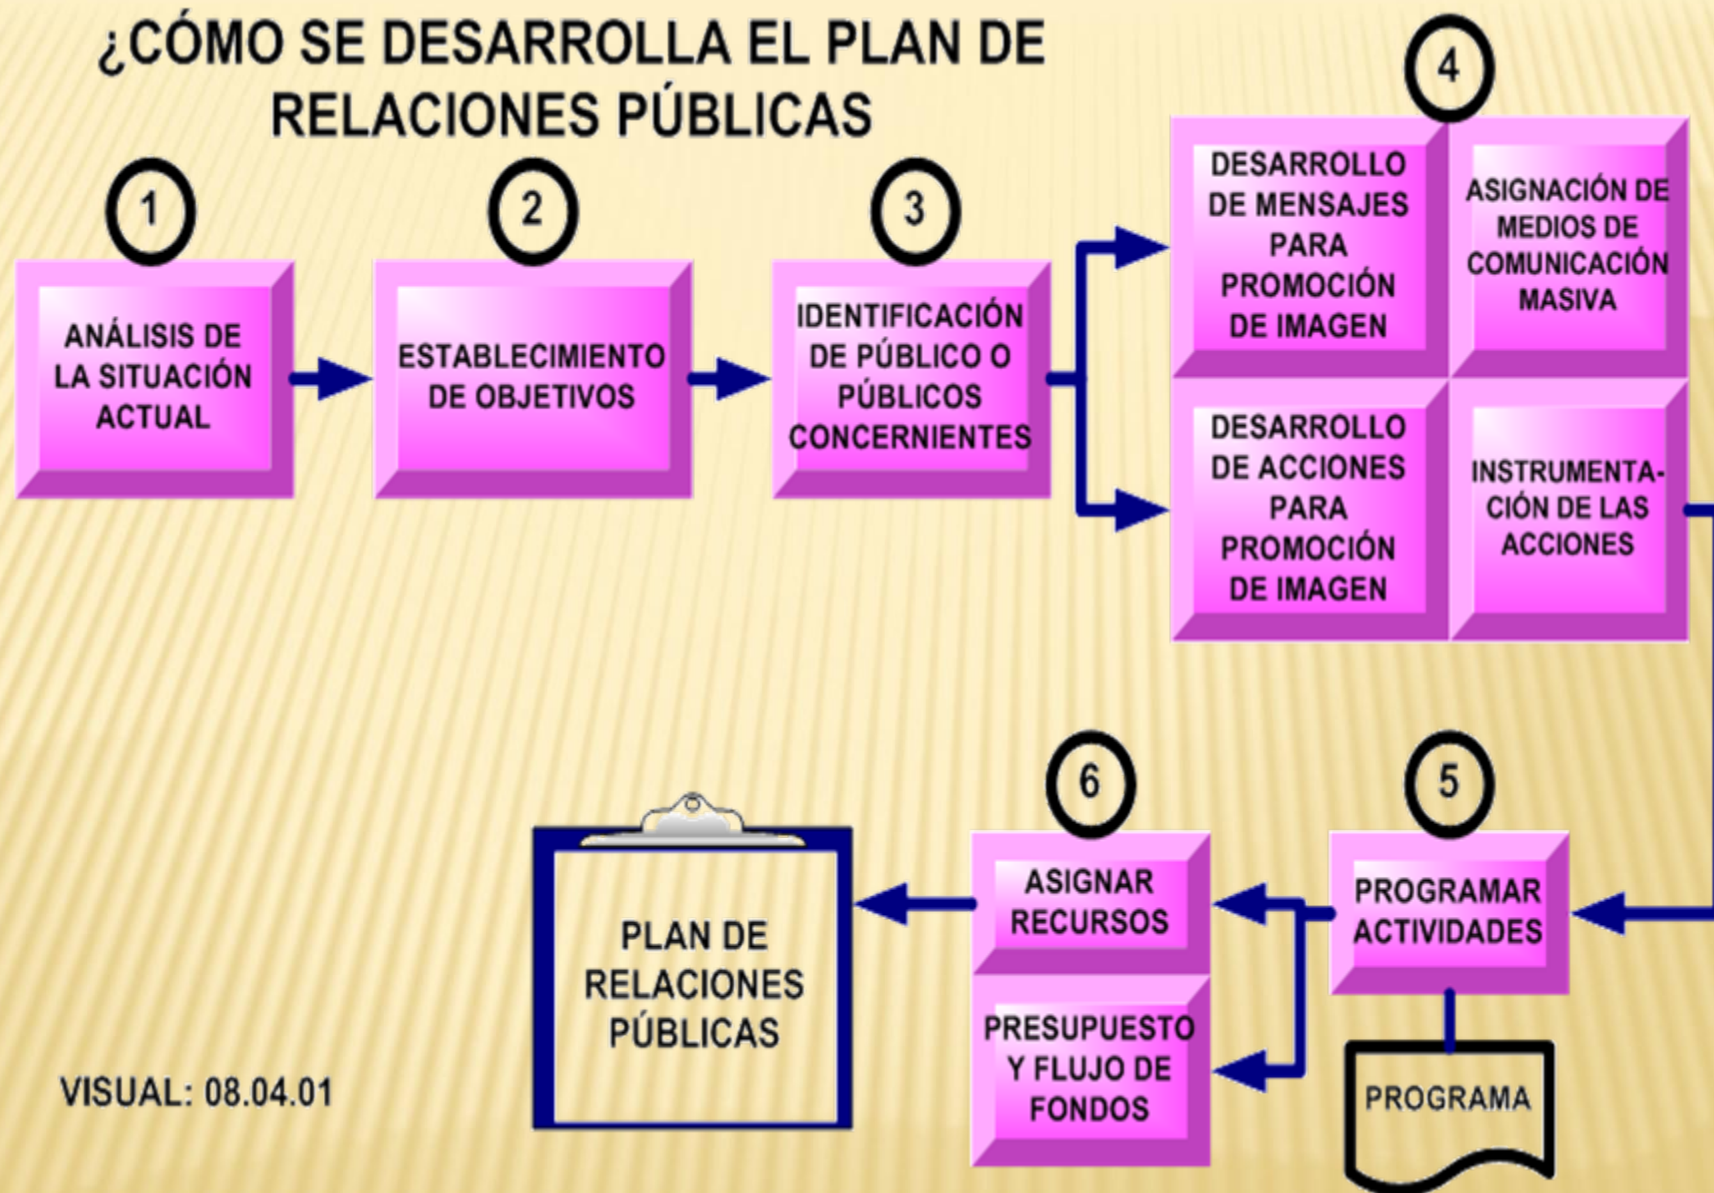 ¿CÓMO SE DESARROLLA EL PLAN DE
RELACIONES PÚBLICAS
1
ANÁLISIS DE
LA SITUACIÓN
ACTUAL
2
ESTABLECIMIENTO
DE OBJETIVOS
3
IDENTIFICACIÓN
DE PÚBLICO O
PÚBLICOS
CONCERNIENTES
4
DESARROLLO
DE MENSAJES
PARA
PROMOCIÓN
DE IMAGEN
ASIGNACIÓN DE
MEDIOS DE
COMUNICACIÓN
MASIVA
DESARROLLO
DE ACCIONES
PARA
PROMOCIÓN
DE IMAGEN
INSTRUMENTA-
CIÓN DE LAS
ACCIONES
5
PROGRAMAR
ACTIVIDADES
PROGRAMA
6
ASIGNAR
RECURSOS
PRESUPUESTO
Y FLUJO DE
FONDOS
PLAN DE
RELACIONES
PÚBLICAS
VISUAL: 08.04.01